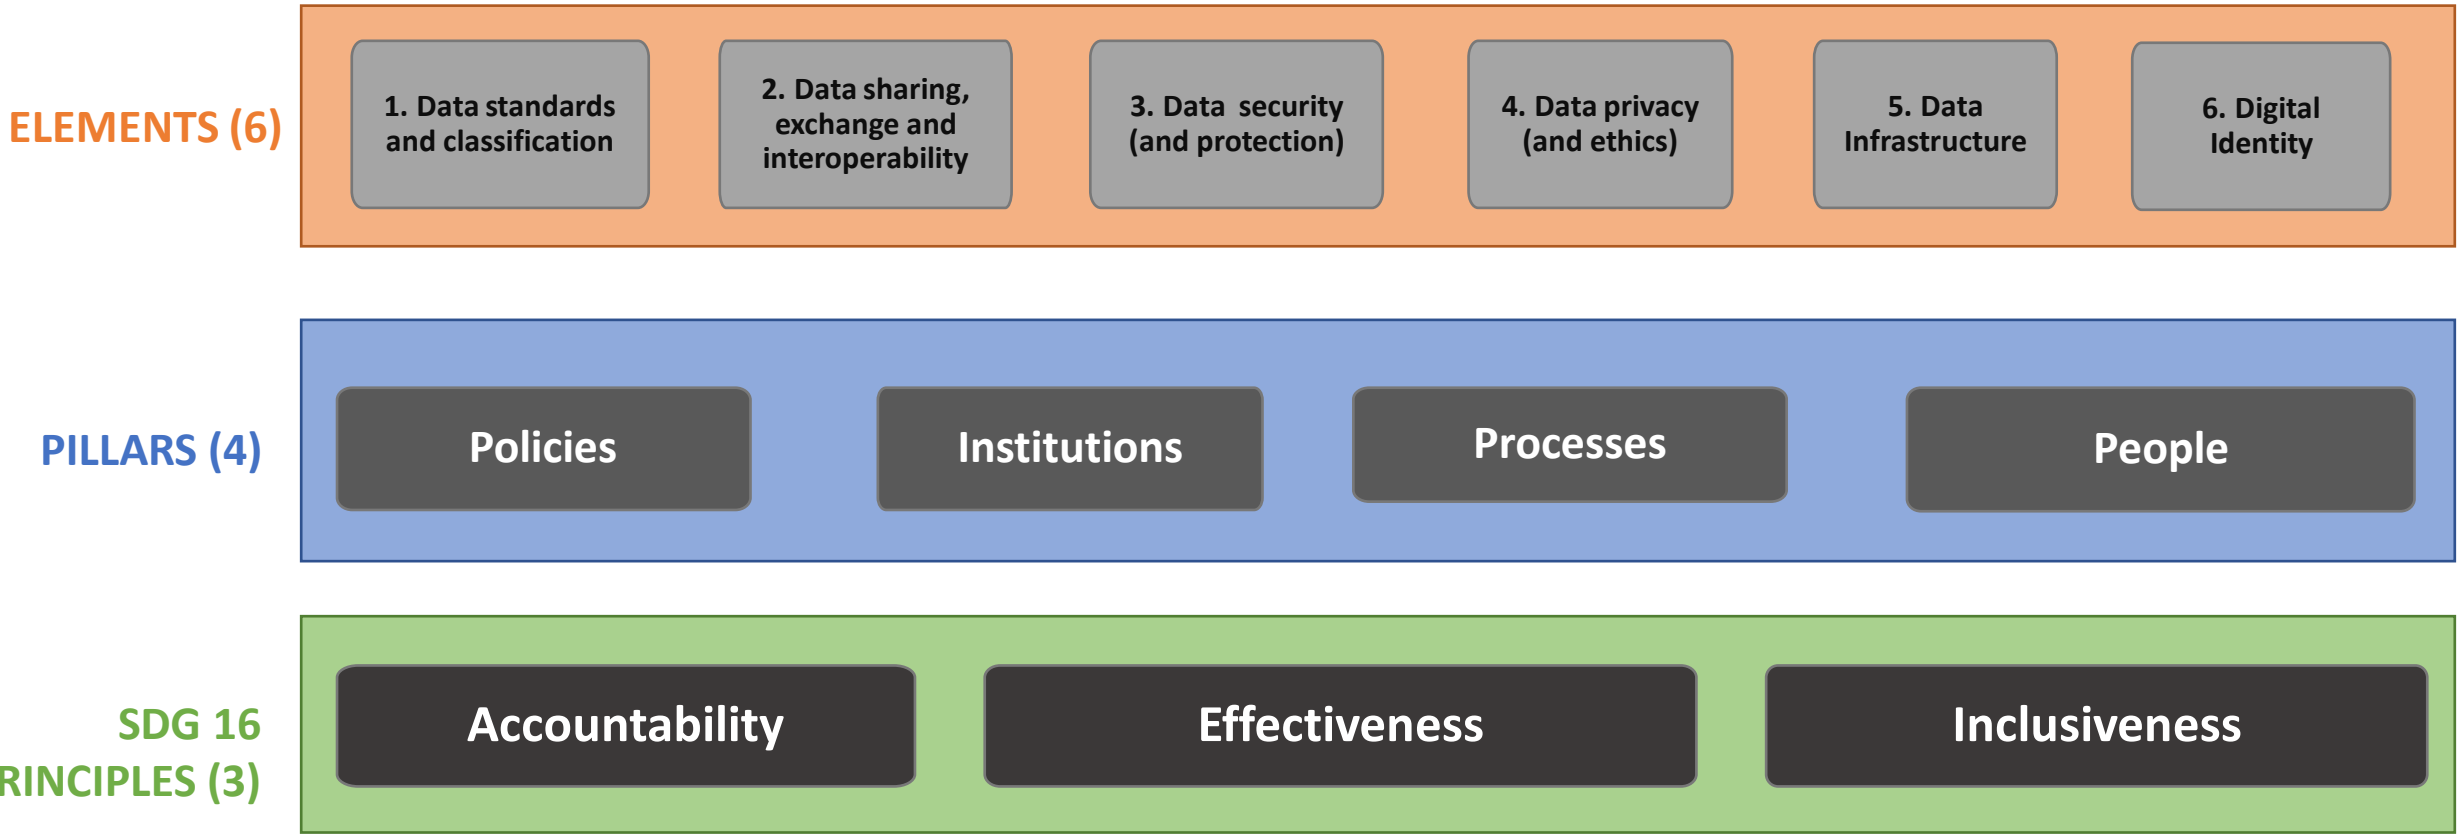 ELEMENTS (6)
1. Data standards
and classification
2. Data sharing,
exchange and
interoperability
3. Data security
(and protection)
4. Data privacy
(and ethics)
5. Data
Infrastructure
6. Digital
Identity
PILLARS (4)
Policies
Institutions
Processes
People
SDG 16
RINCIPLES (3)
Accountability
Effectiveness
Inclusiveness